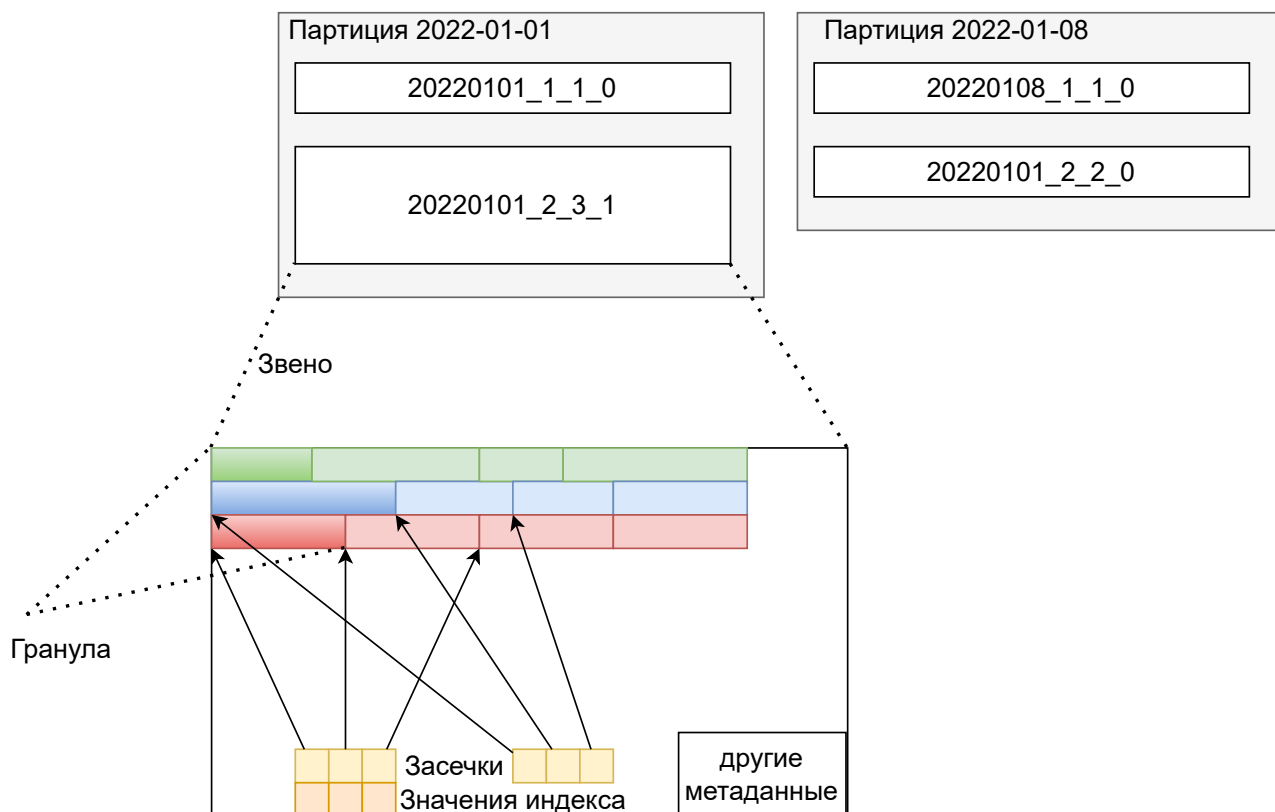 Партиция 2022-01-01
20220101_1_1_0
20220101_2_3_1
Партиция 2022-01-08
20220108_1_1_0
20220101_2_2_0
Звено
Гранула
Засечки
Значения индекса
другие
метаданные